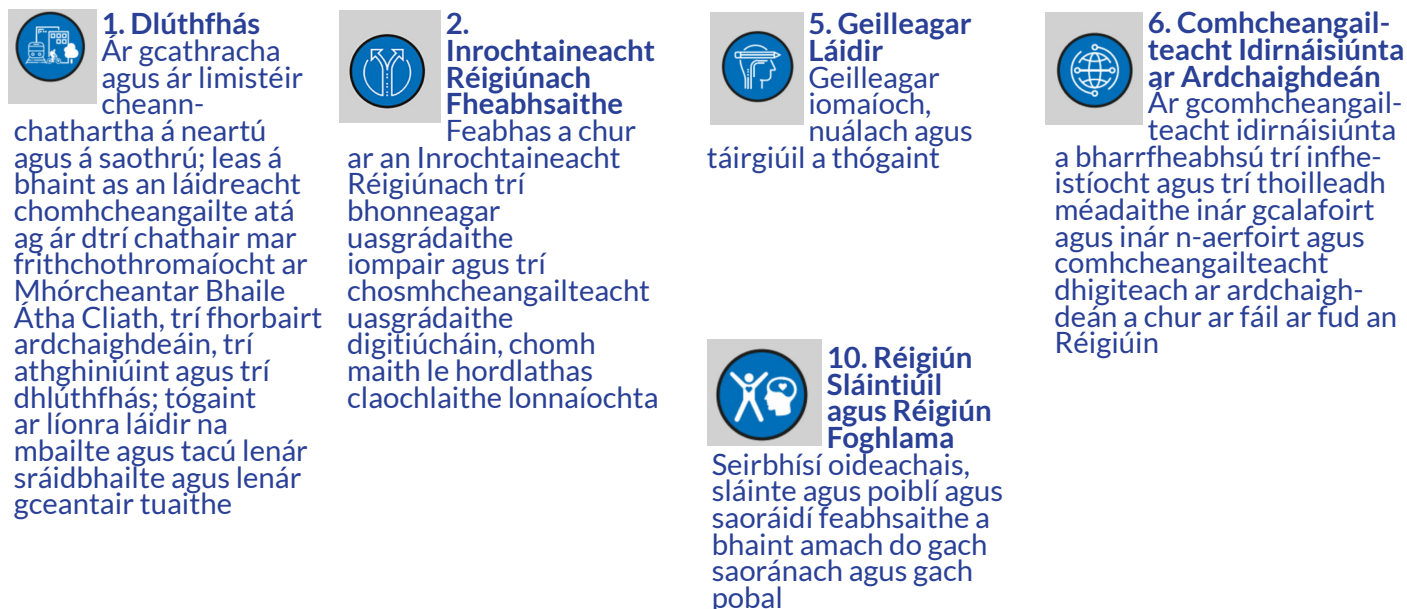 1. Dlúthfhás
Ár gcathracha
agus ár limistéir
cheann-
chathartha á neartú
agus á saothrú; leas á
bhaint as an láidreacht
chomhcheangailte atá
ag ár dtrí chathair mar
frithchothromaíocht ar
Mhórcheantar Bhaile
Átha Cliath, trí fhorbairt
ardchaighdeáin, trí
athghiniúint agus trí
dhlúthfhás; tógaint
ar líonra láidir na
mbailte agus tacú lenár
sráidbhailte agus lenár
gceantair tuaithe
2.
Inrochtaineacht
Réigiúnach
Fheabhsaithe
Feabhas a chur
ar an Inrochtaineacht
Réigiúnach trí
bhonneagar
uasgrádaithe
iompair agus trí
chosmhcheangailteacht
uasgrádaithe
digitiúcháin, chomh
maith le hordlathas
claochlaithe lonnaíochta
5. Geilleagar
Láidir
Geilleagar
iomaíoch,
nuálach agus
táirgiúil a thógaint
10. Réigiún
Sláintiúil
agus Réigiún
Foghlama
Seirbhísí oideachais,
sláinte agus poiblí agus
saoráidí feabhsaithe a
bhaint amach do gach
saoránach agus gach
pobal
6. Comhcheangail-
teacht Idirnáisiúnta
ar Ardchaighdeán
Ár gcomhcheangail-
teacht idirnáisiúnta
a bharrfheabhsú trí infhe-
istíocht agus trí thoilleadh
méadaithe inár gcalafoirt
agus inár n-aerfoirt agus
comhcheangailteacht
dhigiteach ar ardchaigh-
deán a chur ar fáil ar fud an
Réigiúin